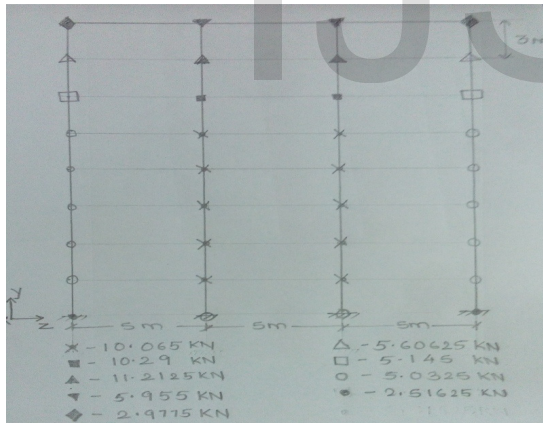 3m
y
z
5m 5m 5m
10.065 KN
5.60625 KN
10.29 KN
5.145 KN
11.2125 KN
5.0325 KN
5.955 KN
2.51625 KN
2.9775 KN